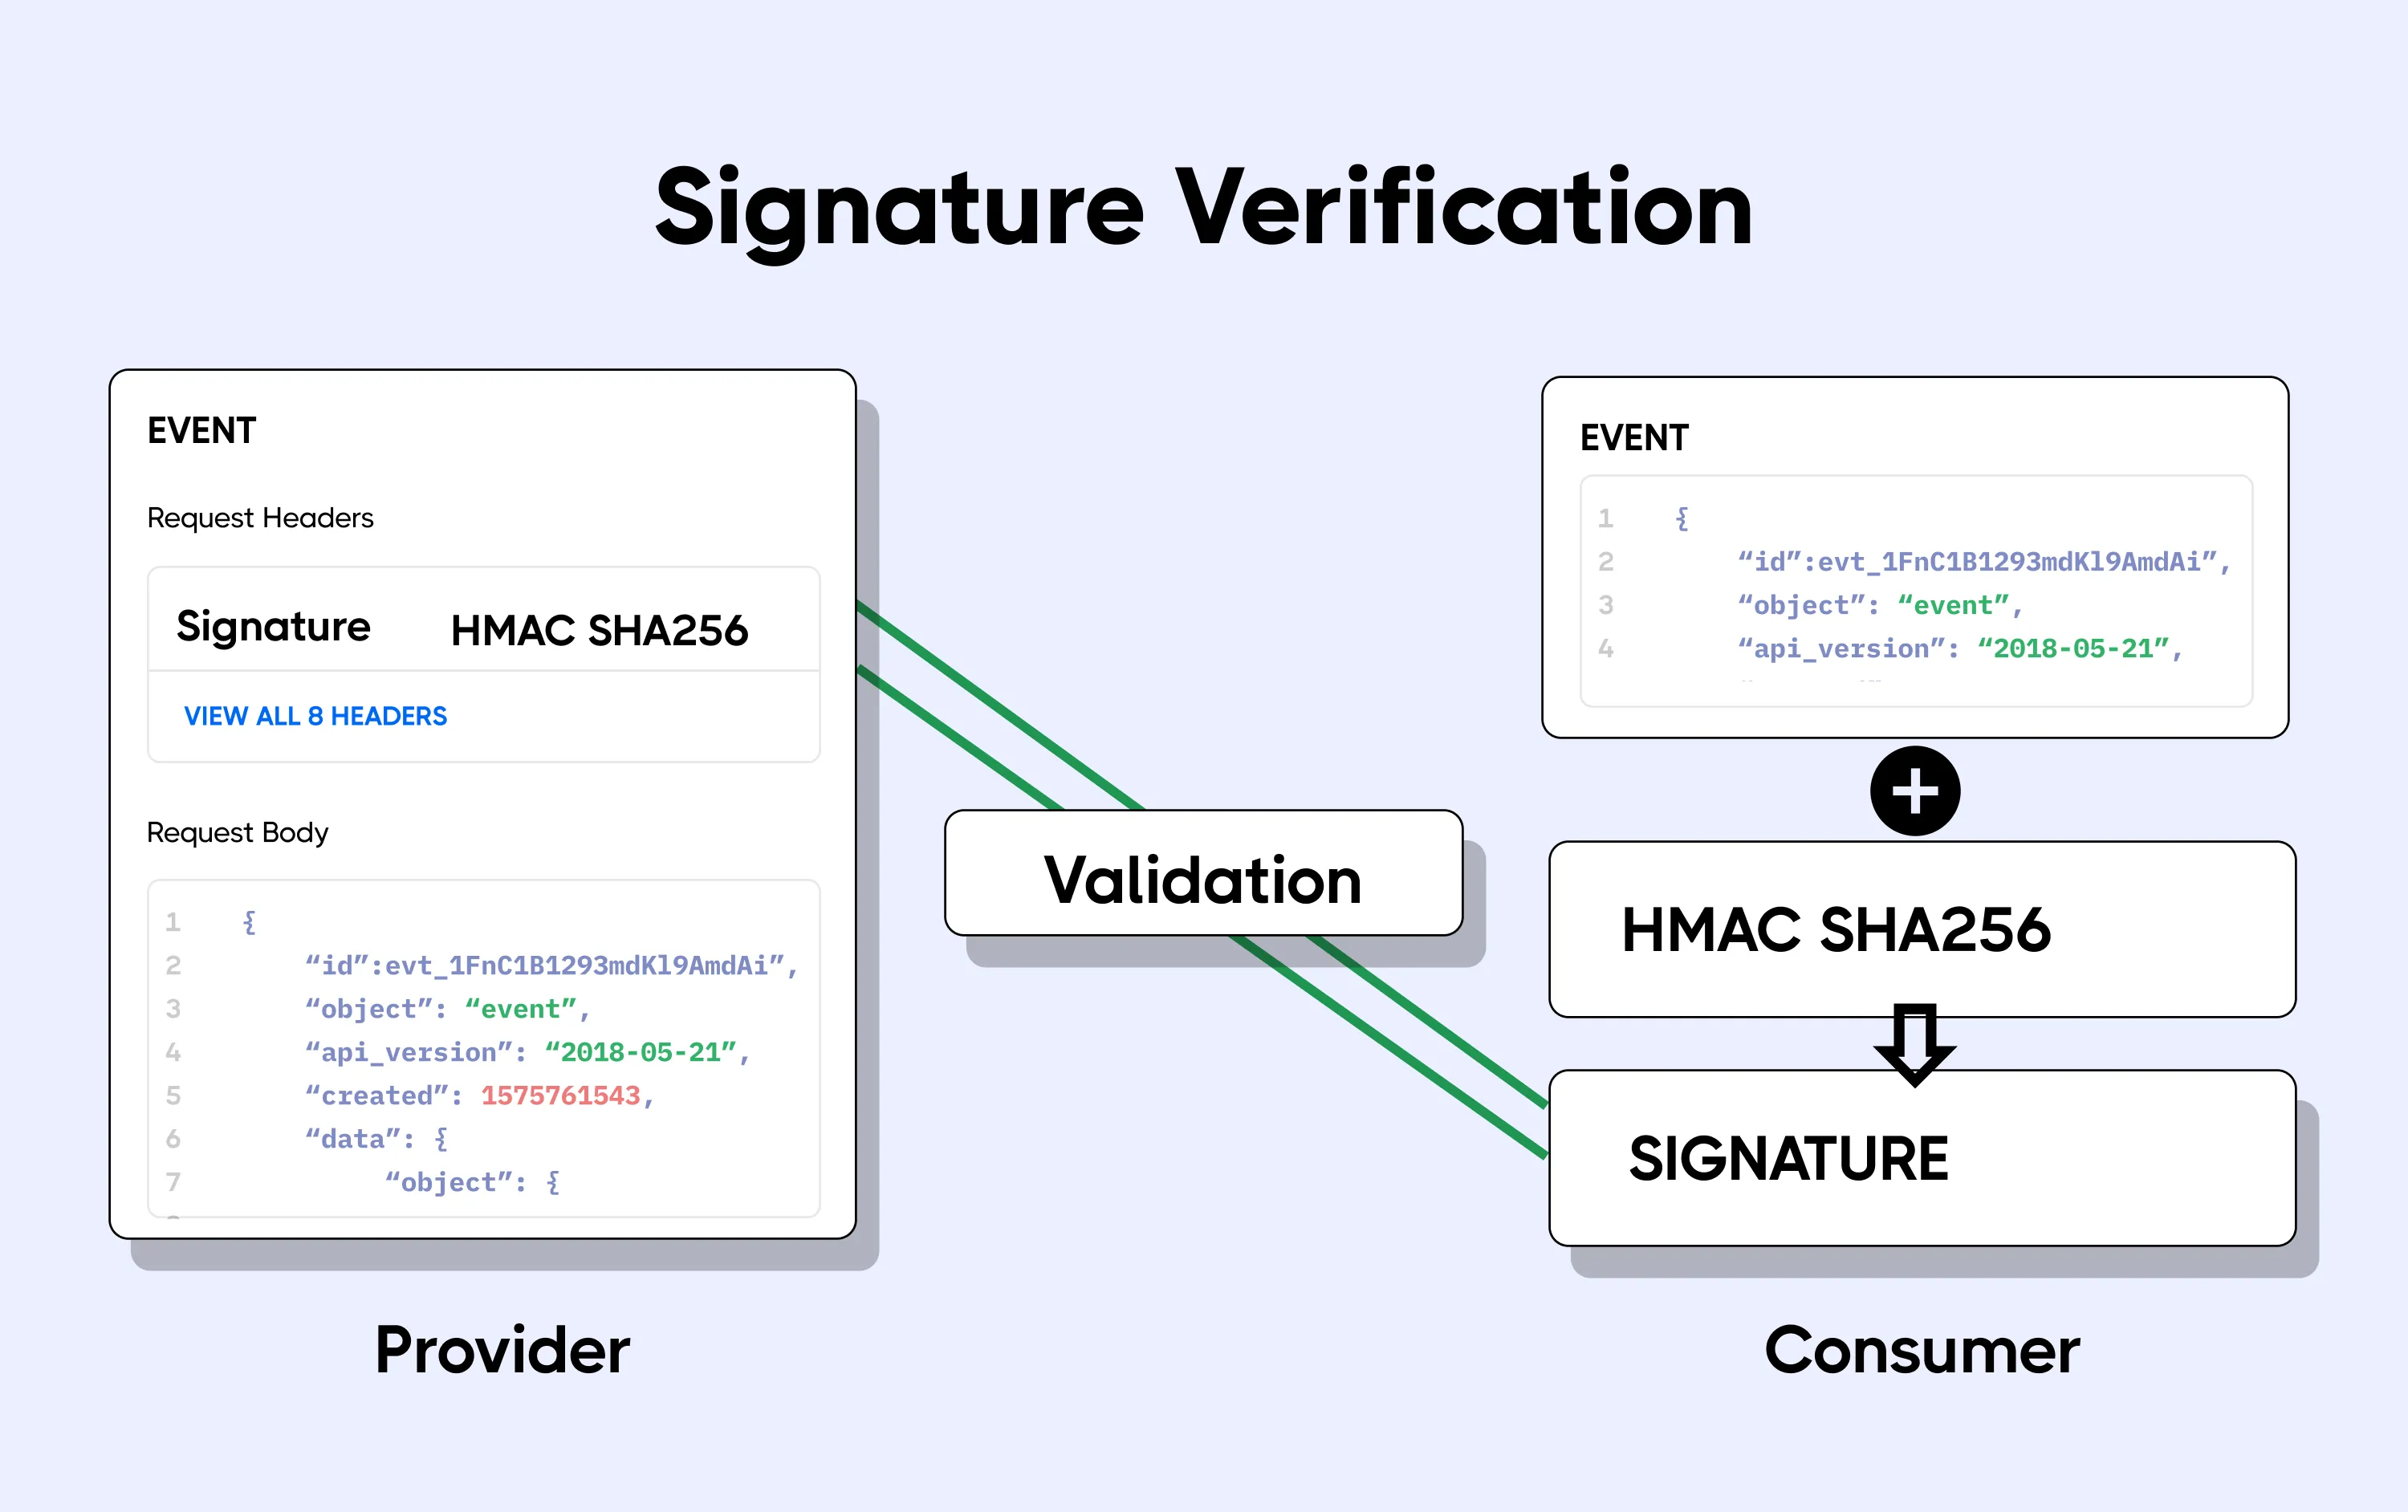 Signature Verification
EVENT
Request Headers
Signature HMAC SHA256
VIEW ALL 8 HEADERS
Request Body
1 {
2 “id”:evt_1FnC1B1293mdKl9AmdAi”,
3 “object”: “event”,
4 “api_version”: “2018-05-21”,
5 “created”: 1575761543,
6 “data”: {
7 “object”: {
Provider
Validation
EVENT
1 {
2 “id”:evt_1FnC1B1293mdKl9AmdAi”,
3 “object”: “event”,
4 “api_version”: “2018-05-21”,
+
HMAC SHA256
SIGNATURE
Consumer